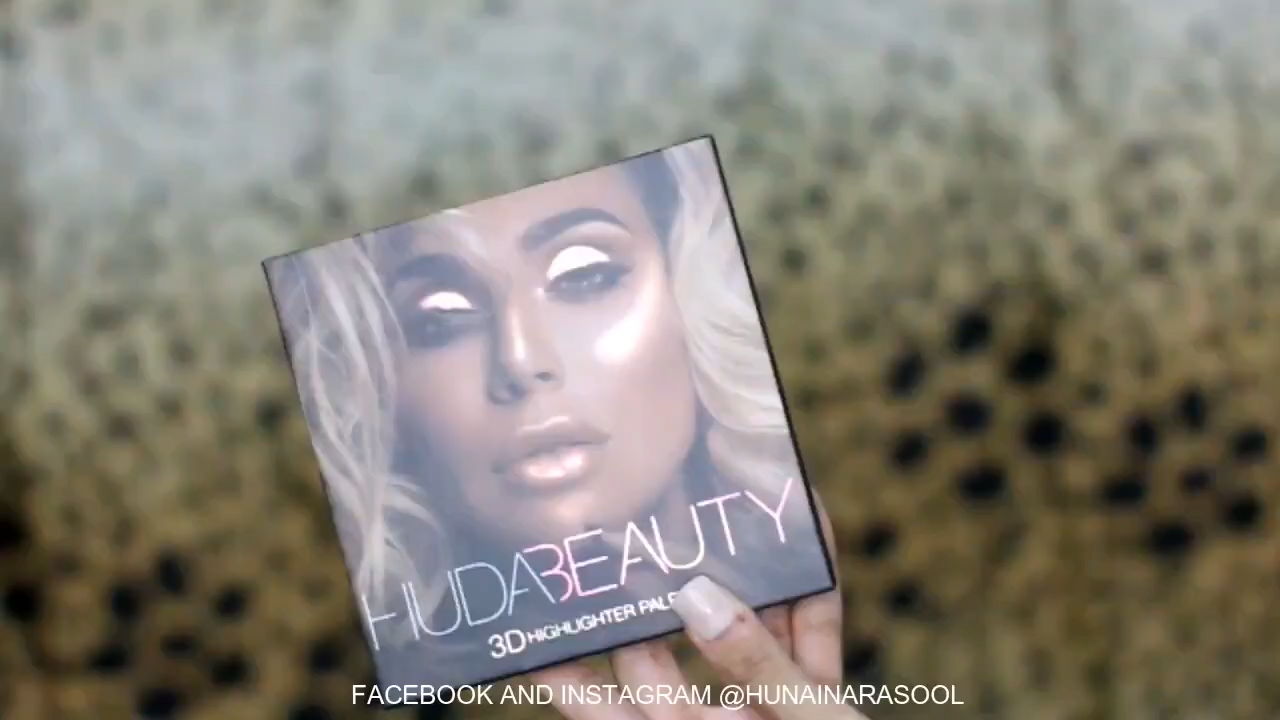 HUDABEAUTY
3D HIGHLIGHTER
FACEBOOK AND INSTAGRAM @HUNAINARASOOL